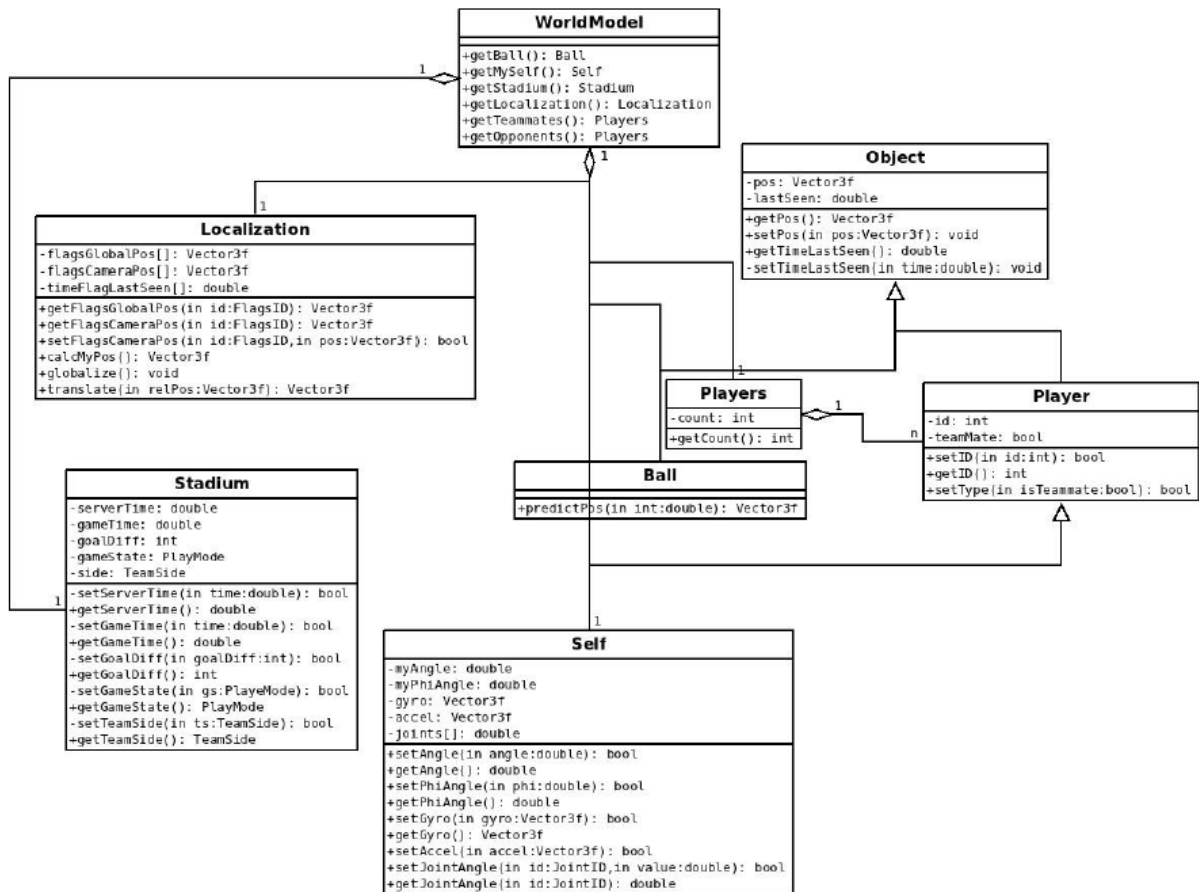 WorldModel
+getBall(): Ball
+getMySelf(): Self
+getStadium(): Stadium
+getLocalization(): Localization
+getTeammates(): Players
+getOpponents(): Players
1
1
Object
-pos: Vector3f
-lastSeen: double
+getPos(): Vector3f
+setPos(in pos:Vector3f): void
+getTimeLastSeen(): double
-setTimeLastSeen(in time:double): void
1
Localization
-flagsGlobalPos[]: Vector3f
-flagsCameraPos[]: Vector3f
-timeFlagLastSeen[]: double
+getFlagsGlobalPos(in id:FlagsID): Vector3f
+getFlagsCameraPos(in id:FlagsID): Vector3f
+setFlagsCameraPos(in id:FlagsID,in pos:Vector3f): bool
+calcMyPos(): Vector3f
+globalize(): void
+translate(in relPos:Vector3f): Vector3f
1
Players
-count: int
+getCount(): int
1
n
Player
-id: int
-teamMate: bool
+setID(in id:int): bool
+getID(): int
+setType(in isTeammate:bool): bool
Ball
+predictPos(in int:double): Vector3f
Stadium
-serverTime: double
-gameTime: double
-goalDiff: int
-gameState: PlayMode
-side: TeamSide
-setServerTime(in time:double): bool
+getServerTime(): double
-setGameTime(in time:double): bool
+getGameTime(): double
-setGoalDiff(in goalDiff:int): bool
+getGoalDiff(): int
-setGameState(in gs:PlayeMode): bool
+getGameState(): PlayMode
-setTeamSide(in ts:TeamSide): bool
+getTeamSide(): TeamSide
1
1
Self
-myAngle: double
-myPhiAngle: double
-gyro: Vector3f
-accel: Vector3f
-joints[]: double
+setAngle(in angle:double): bool
+getAngle(): double
+setPhiAngle(in phi:double): bool
+getPhiAngle(): double
+setGyro(in gyro:Vector3f): bool
+getGyro(): Vector3f
+setAccel(in accel:Vector3f): bool
+setJointAngle(in id:JointID,in value:double): bool
+getJointAngle(in id:JointID): double